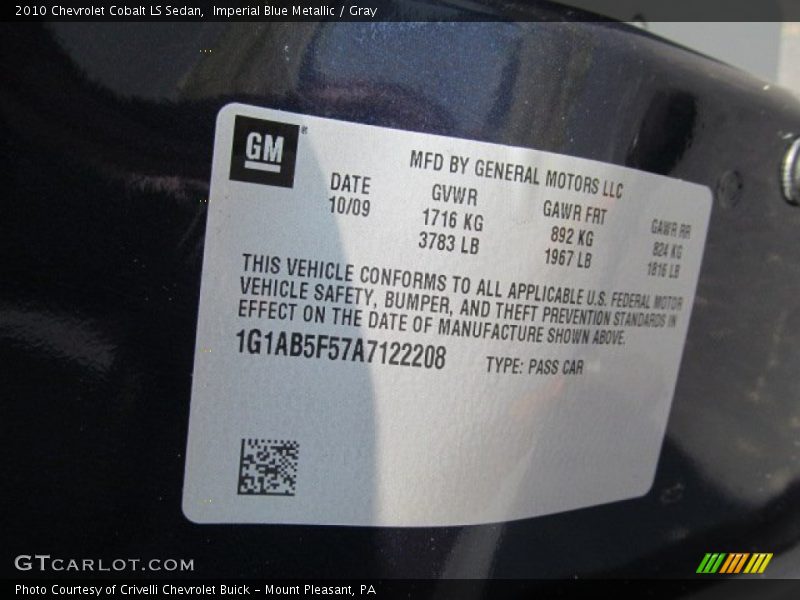 2010 Chevrolet Cobalt LS Sedan,  Imperial Blue Metallic / Gray
GM®
MFD BY GENERAL MOTORS LLC
DATE GVWR GAWR FRT GAWR RR
10/09 1716 KG 892 KG 824 KG
3783 LB 1967 LB 1816 LB
THIS VEHICLE CONFORMS TO ALL APPLICABLE U.S. FEDERAL MOTOR
VEHICLE SAFETY, BUMPER, AND THEFT PREVENTION STANDARDS IN
EFFECT ON THE DATE OF MANUFACTURE SHOWN ABOVE.
1G1AB5F57A7122208 TYPE: PASS CAR
GTCARLOT.COM
Photo Courtesy of Crivelli Chevrolet Buick - Mount Pleasant, PA